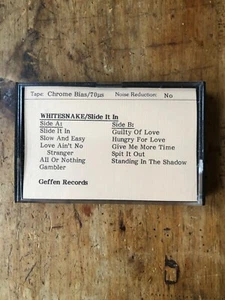 Tape: Chrome Bias/70μs Noise Reduction: No
WHITESNAKE/Slide It In
Side A: Side B:
Slide It In Guilty Of Love
Slow And Easy Hungry For Love
Love Ain't No Give Me More Time
Stranger Spit It Out
All Or Nothing Standing In The Shadow
Gambler
Geffen Records